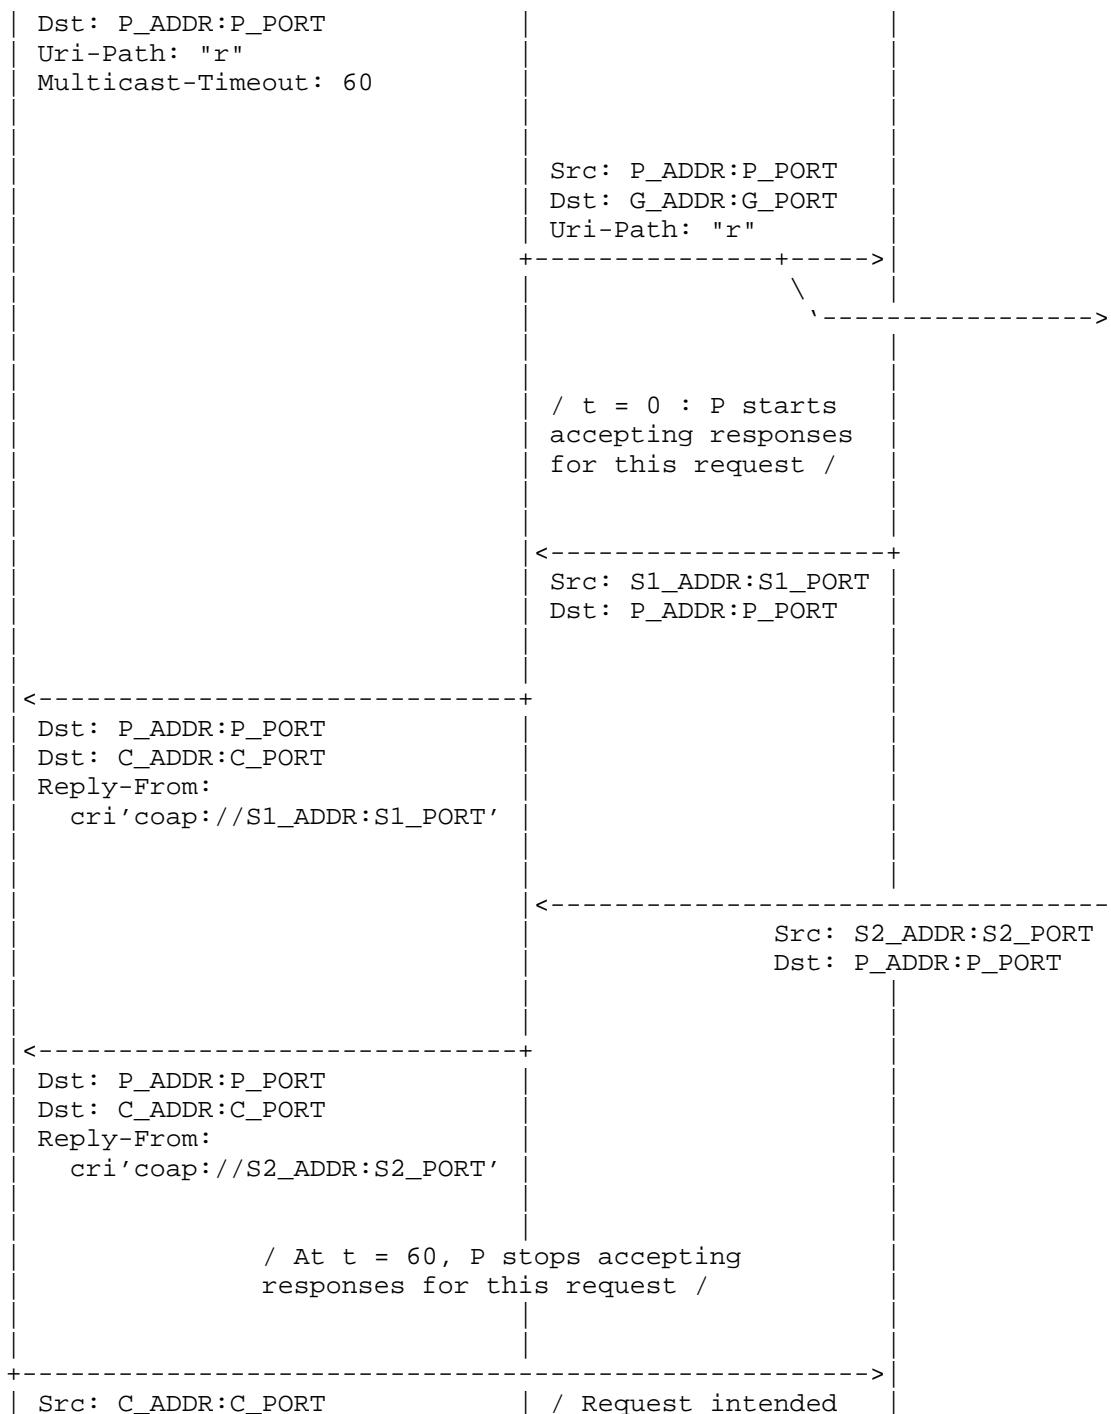 Dst: P_ADDR:P_PORT
Uri-Path: "r"
Multicast-Timeout: 60
Src: P_ADDR:P_PORT
Dst: G_ADDR:G_PORT
Uri-Path: "r"
/ t = 0 : P starts
accepting responses
for this request /
Src: S1_ADDR:S1_PORT
Dst: P_ADDR:P_PORT
Dst: P_ADDR:P_PORT
Dst: C_ADDR:C_PORT
Reply-From:
cri'coap://S1_ADDR:S1_PORT'
Src: S2_ADDR:S2_PORT
Dst: P_ADDR:P_PORT
Dst: P_ADDR:P_PORT
Dst: C_ADDR:C_PORT
Reply-From:
cri'coap://S2_ADDR:S2_PORT'
/ At t = 60, P stops accepting
responses for this request /
Src: C_ADDR:C_PORT / Request intended